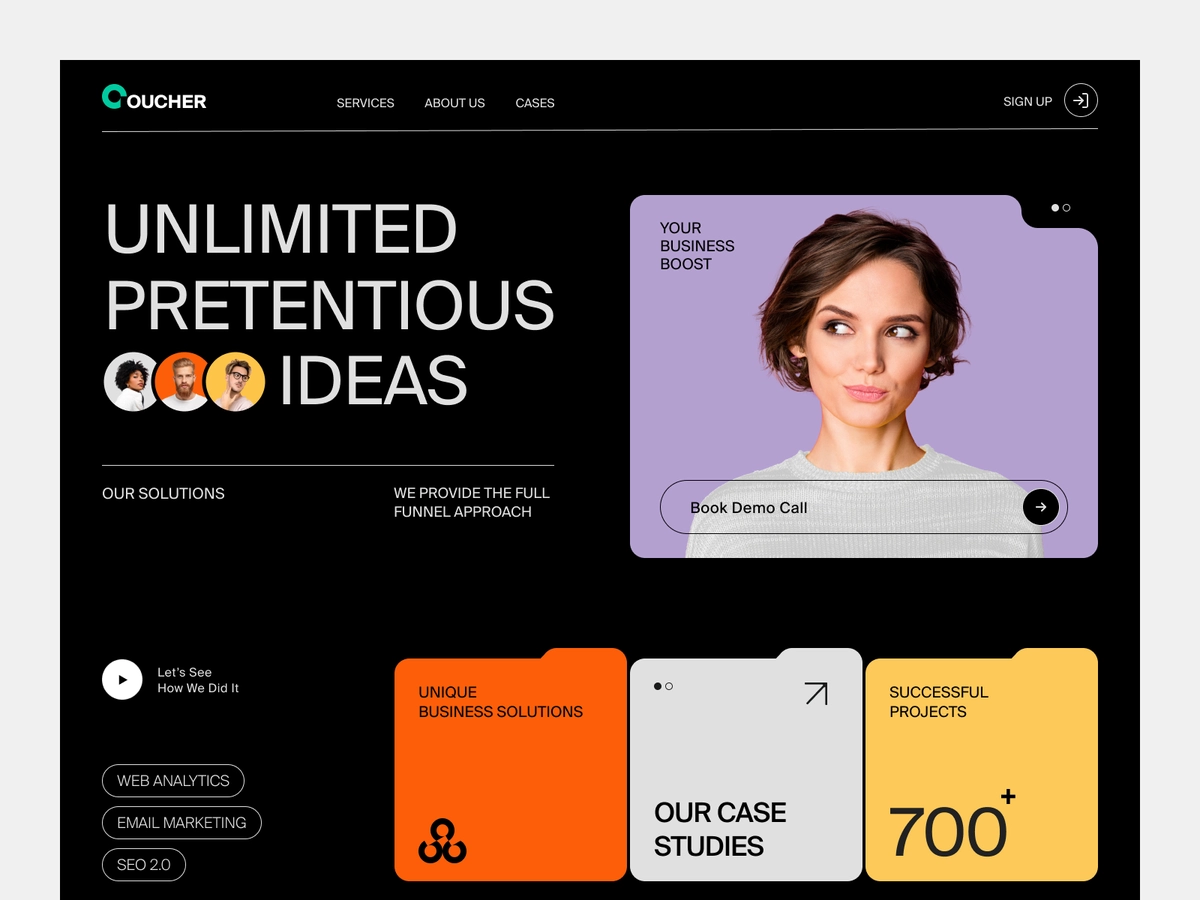 COUCHER
SERVICES
ABOUT US
CASES
SIGN UP
UNLIMITED
PRETENTIOUS
IDEAS
OUR SOLUTIONS
WE PROVIDE THE FULL
FUNNEL APPROACH
YOUR
BUSINESS
BOOST
Book Demo Call
Let's See
How We Did It
WEB ANALYTICS
EMAIL MARKETING
SEO 2.0
UNIQUE
BUSINESS SOLUTIONS
OUR CASE
STUDIES
SUCCESSFUL
PROJECTS
700+